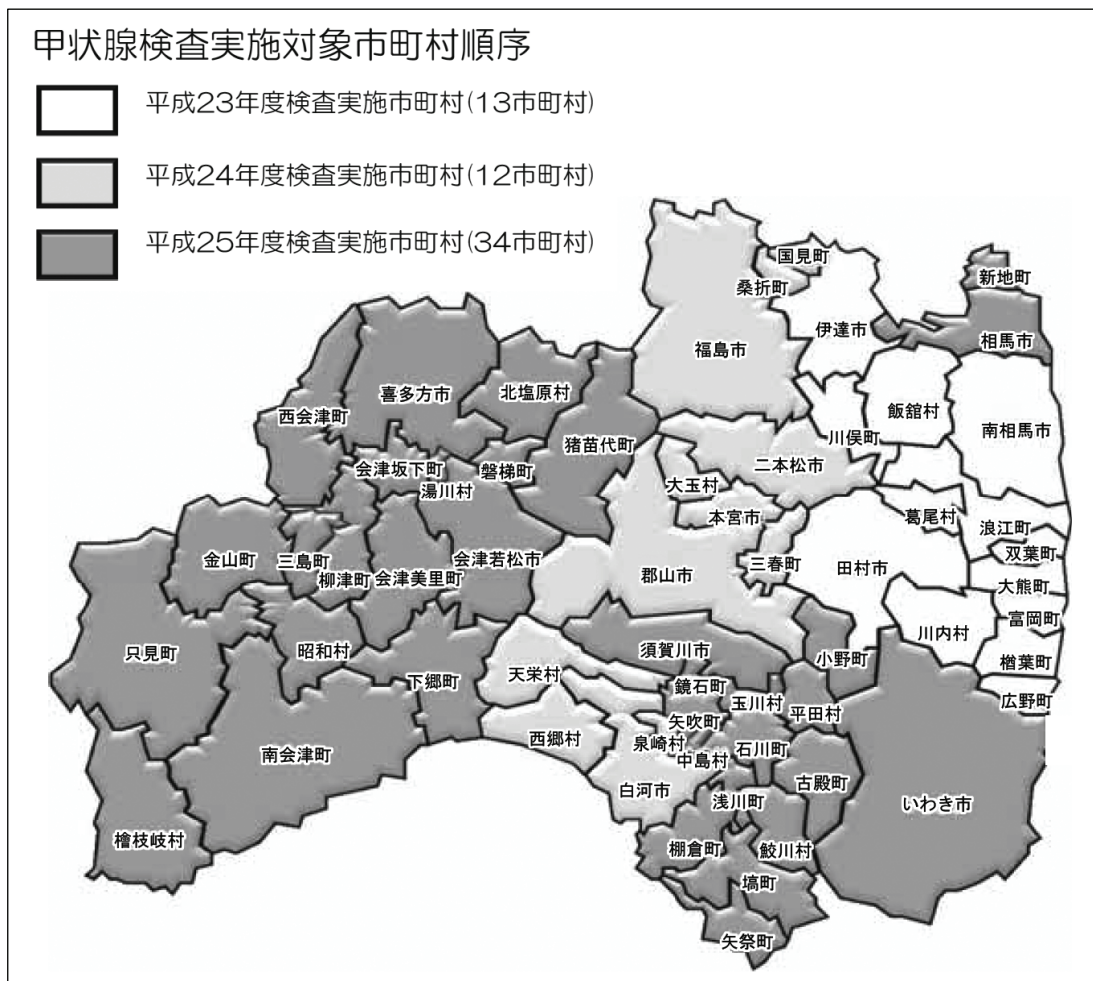 甲状腺検査実施対象市町村順序
平成23年度検査実施市町村(13市町村)
平成24年度検査実施市町村(12市町村)
平成25年度検査実施市町村(34市町村)
国見町
新地町
桑折町
伊達市
相馬市
福島市
喜多方市
北塩原村
飯舘村
西会津町
猪苗代町
川俣町
南相馬市
会津坂下町
磐梯町
二本松市
湯川村
大玉村
本宮市
葛尾村
浪江町
金山町
三島町
会津若松市
双葉町
柳津町
会津美里町
郡山市
三春町
田村市
大熊町
富岡町
川内村
只見町
昭和村
須賀川市
小野町
楢葉町
下郷町
天栄村
鏡石町
玉川村
平田村
広野町
矢吹町
西郷村
泉崎村
石川町
南会津町
中島村
古殿町
白河市
浅川町
いわき市
檜枝岐村
棚倉町
鮫川村
塙町
矢祭町